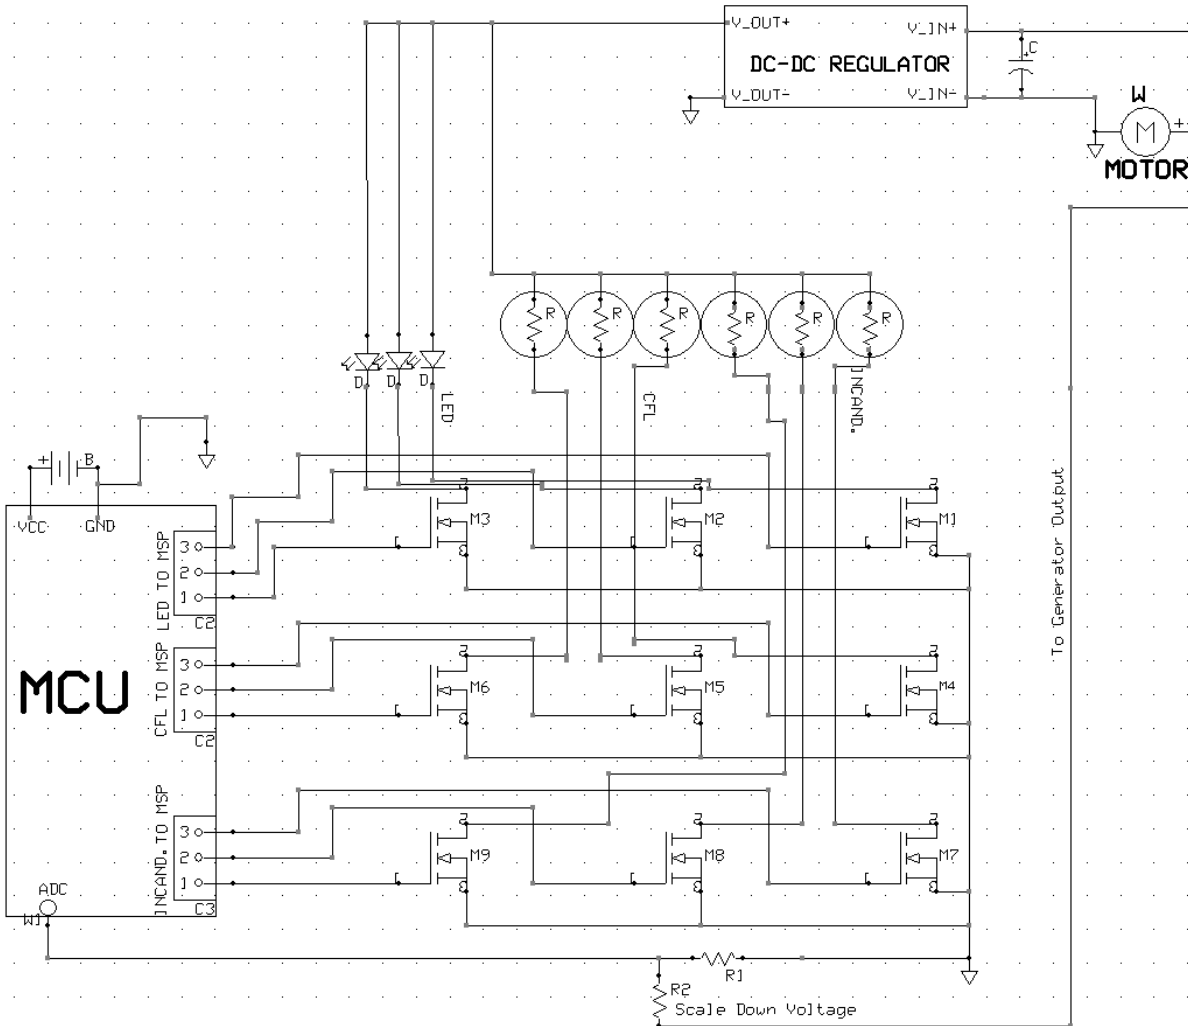 V_OUT+
V_IN+
C
DC-DC REGULATOR
V_OUT-
V_IN-
W
M
+
MOTOR
R
R
R
R
R
R
D
D
D
LED
CFL
INCAND.
+
B
VCC
GND
MCU
LED TO MSP
3
2
1
C2
CFL TO MSP
3
2
1
C2
INCAND. TO MSP
3
2
1
C3
ADC
W1
M3
M2
M1
M6
M5
M4
M9
M8
M7
To Generator Output
R1
R2
Scale Down Voltage